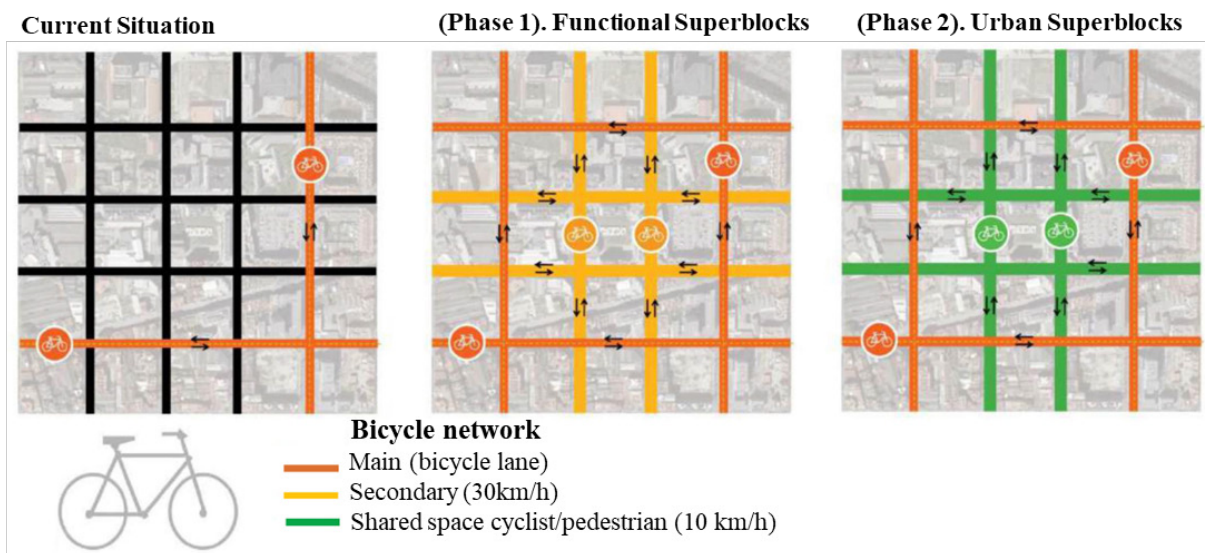 Current Situation
(Phase 1). Functional Superblocks
(Phase 2). Urban Superblocks
Bicycle network
Main (bicycle lane)
Secondary (30km/h)
Shared space cyclist/pedestrian (10 km/h)